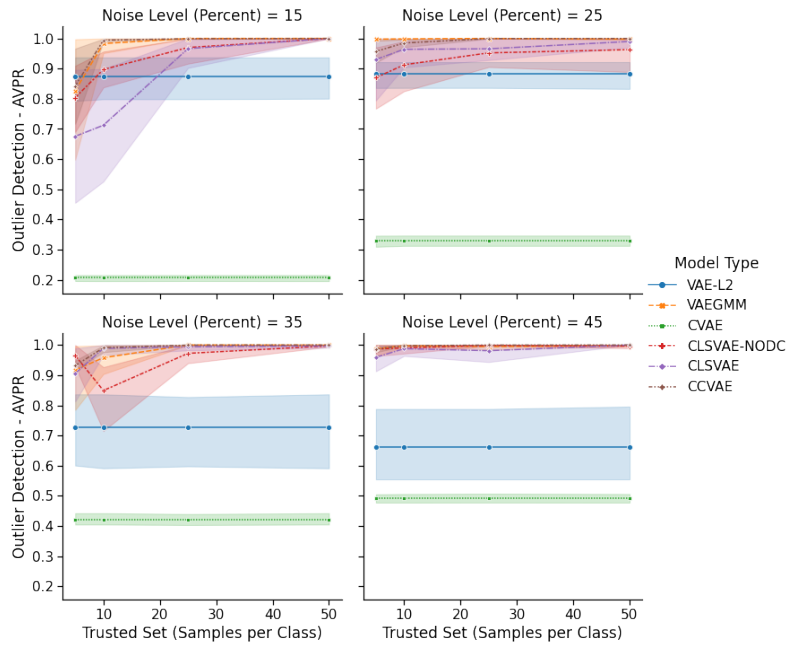 Noise Level (Percent) = 15
Noise Level (Percent) = 25
1.0
0.9
0.8
0.7
0.6
0.5
0.4
0.3
0.2
Outlier Detection - AVPR
Model Type
VAE-L2
VAEGMM
CVAE
CLSVAE-NODC
CLSVAE
CCVAE
Noise Level (Percent) = 35
Noise Level (Percent) = 45
1.0
0.9
0.8
0.7
0.6
0.5
0.4
0.3
0.2
Outlier Detection - AVPR
10 20 30 40 50
10 20 30 40 50
Trusted Set (Samples per Class)
Trusted Set (Samples per Class)